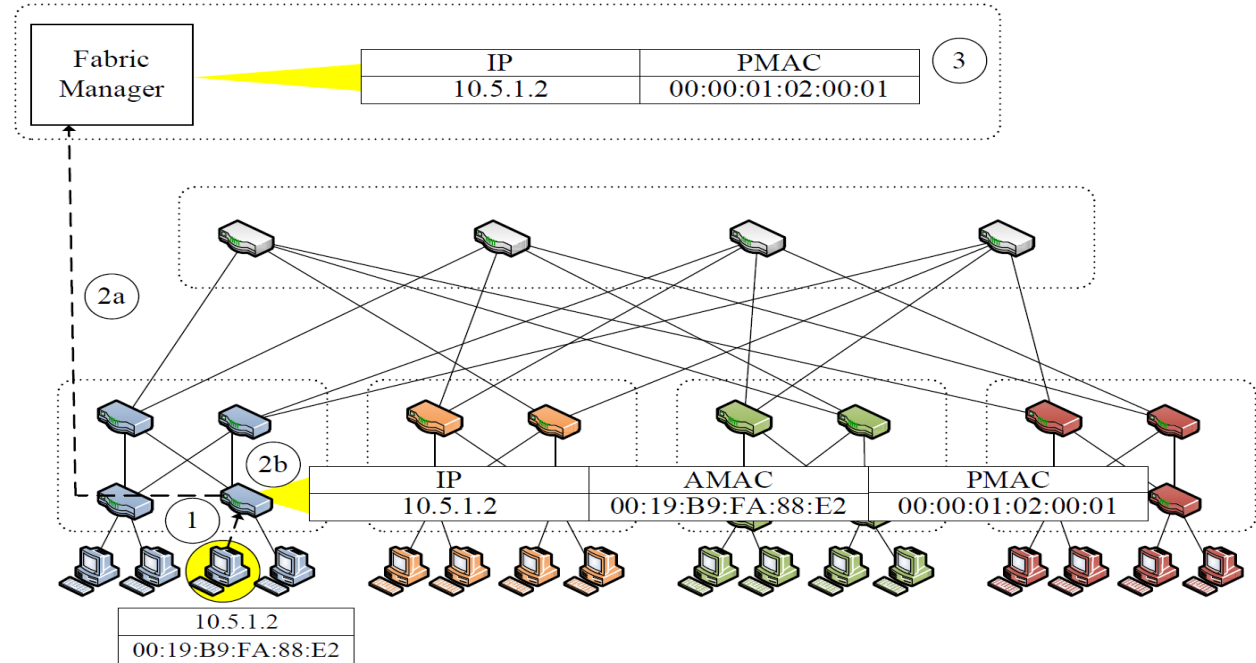 Fabric
Manager
IP PMAC
10.5.1.2 00:00:01:02:00:01
3
2a
2b
IP AMAC PMAC
10.5.1.2 00:19:B9:FA:88:E2 00:00:01:02:00:01
1
10.5.1.2
00:19:B9:FA:88:E2